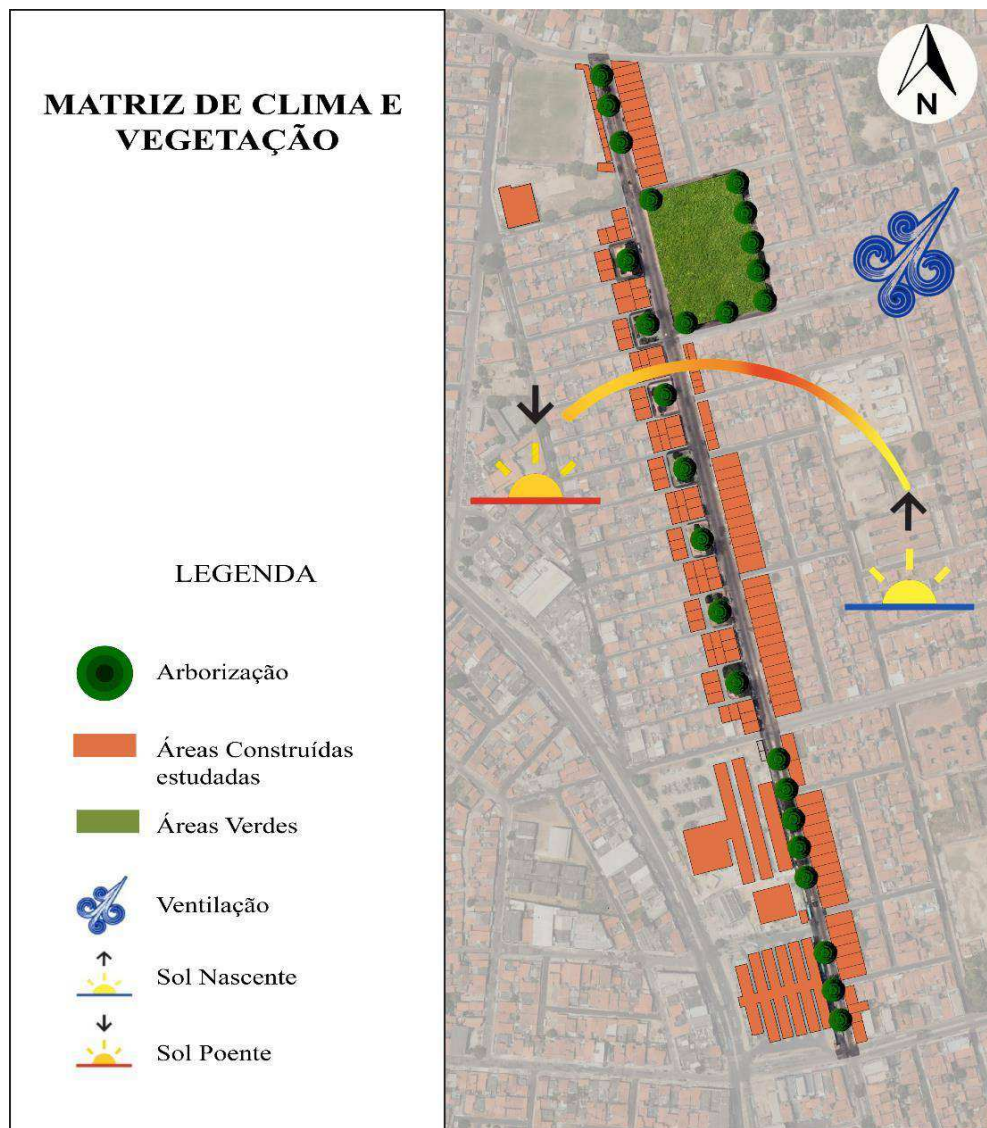 MATRIZ DE CLIMA E
VEGETAÇÃO
N
LEGENDA
Arborização
Áreas Construídas
estudadas
Áreas Verdes
Ventilação
Sol Nascente
Sol Poente